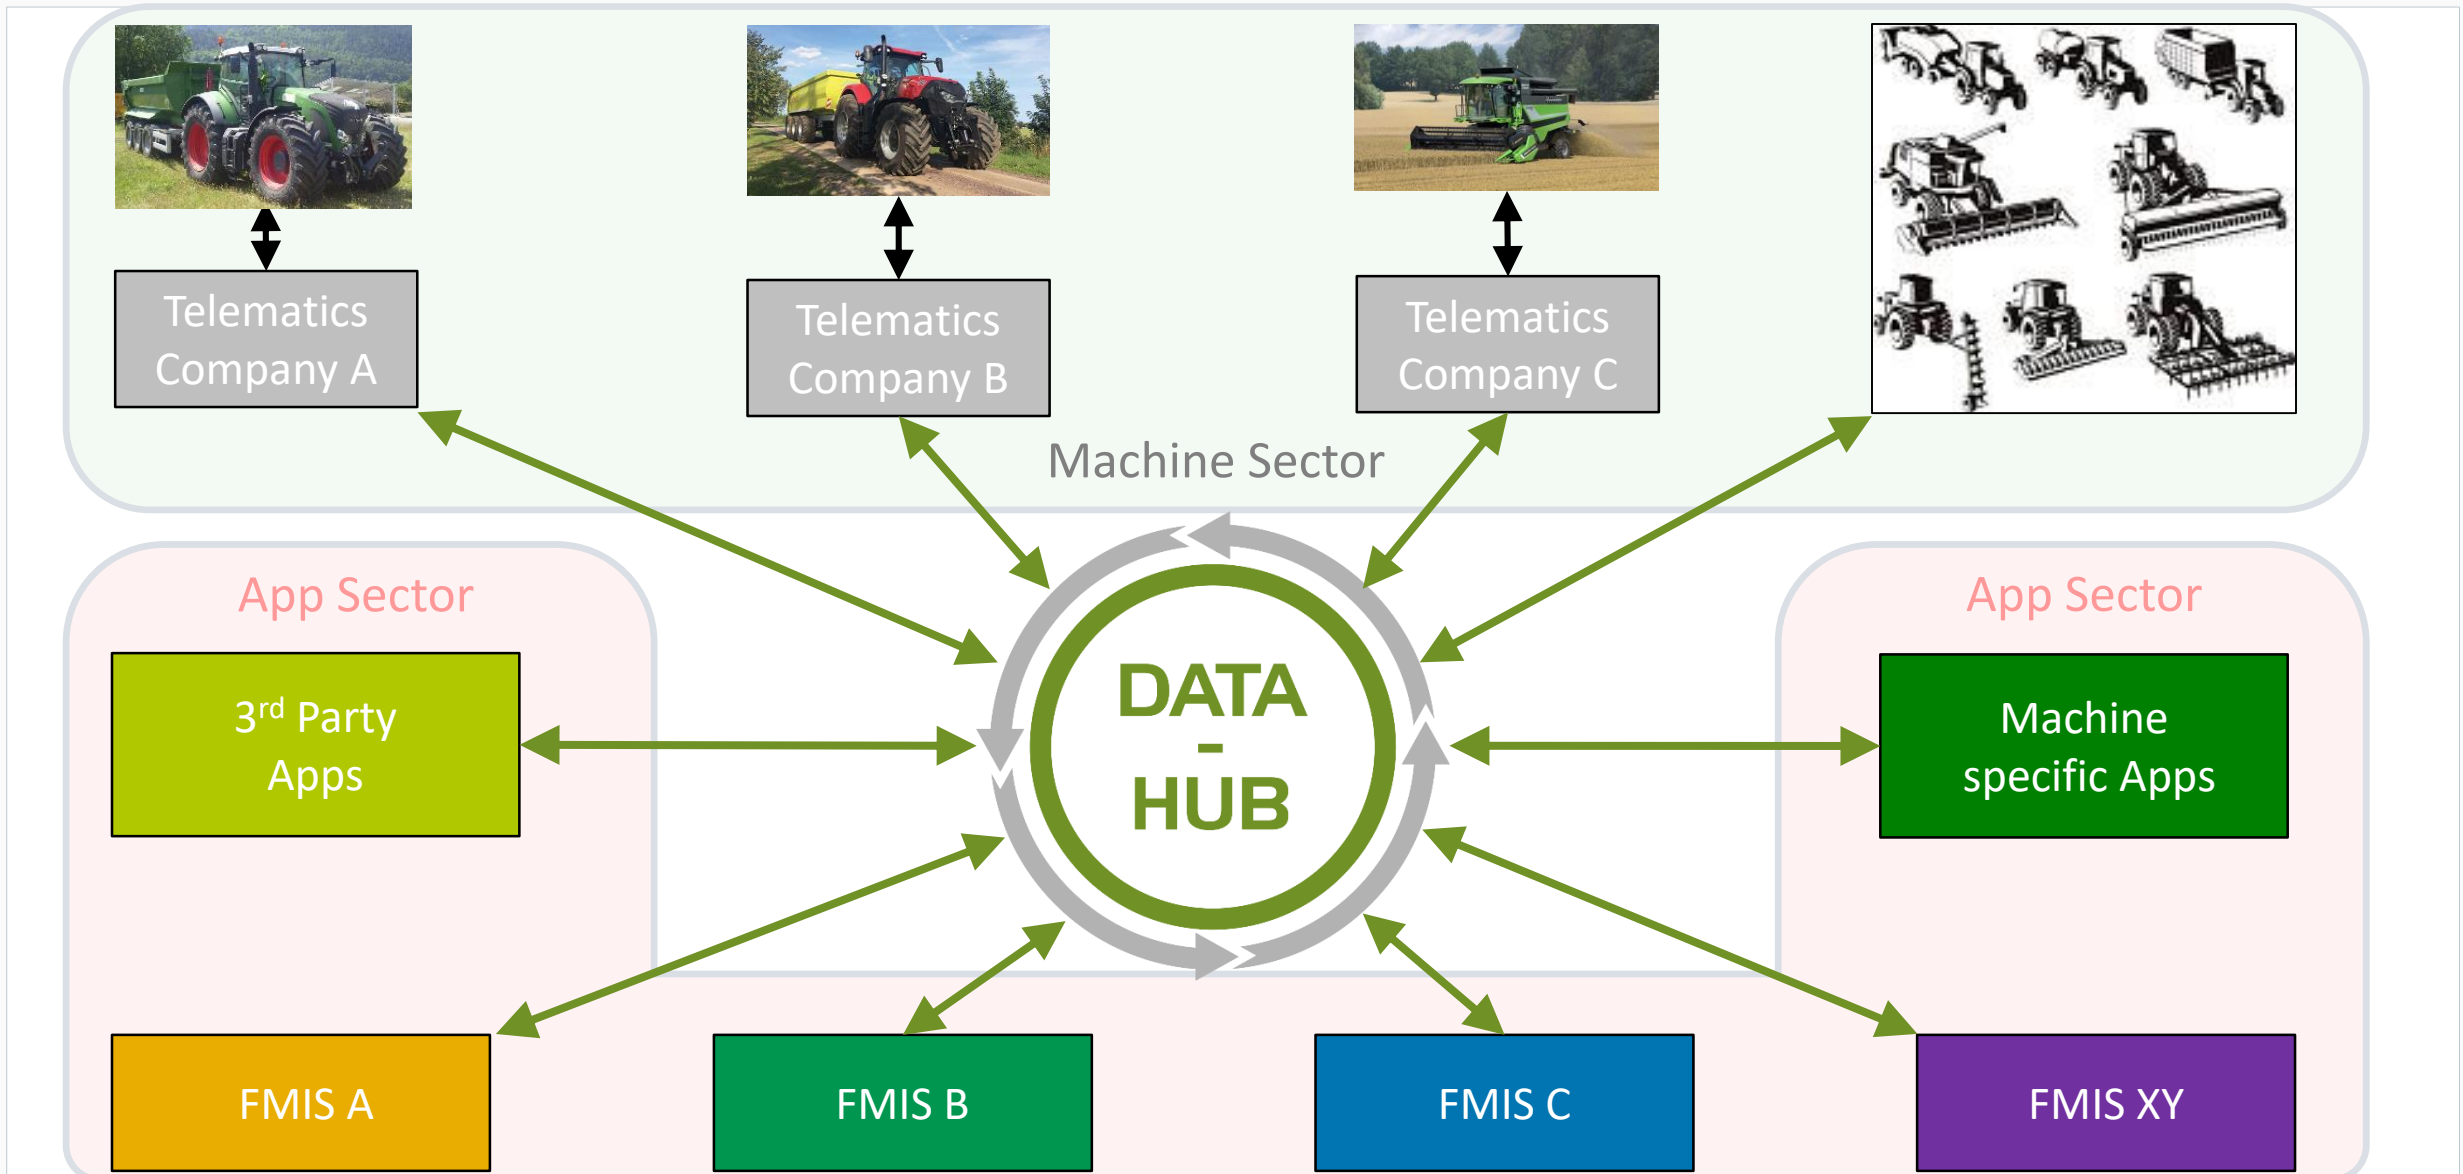 Telematics
Company A
Telematics
Company B
Telematics
Company C
Machine Sector
App Sector
App Sector
3rd Party
Apps
DATA
-
HUB
Machine
specific Apps
FMIS A
FMIS B
FMIS C
FMIS XY